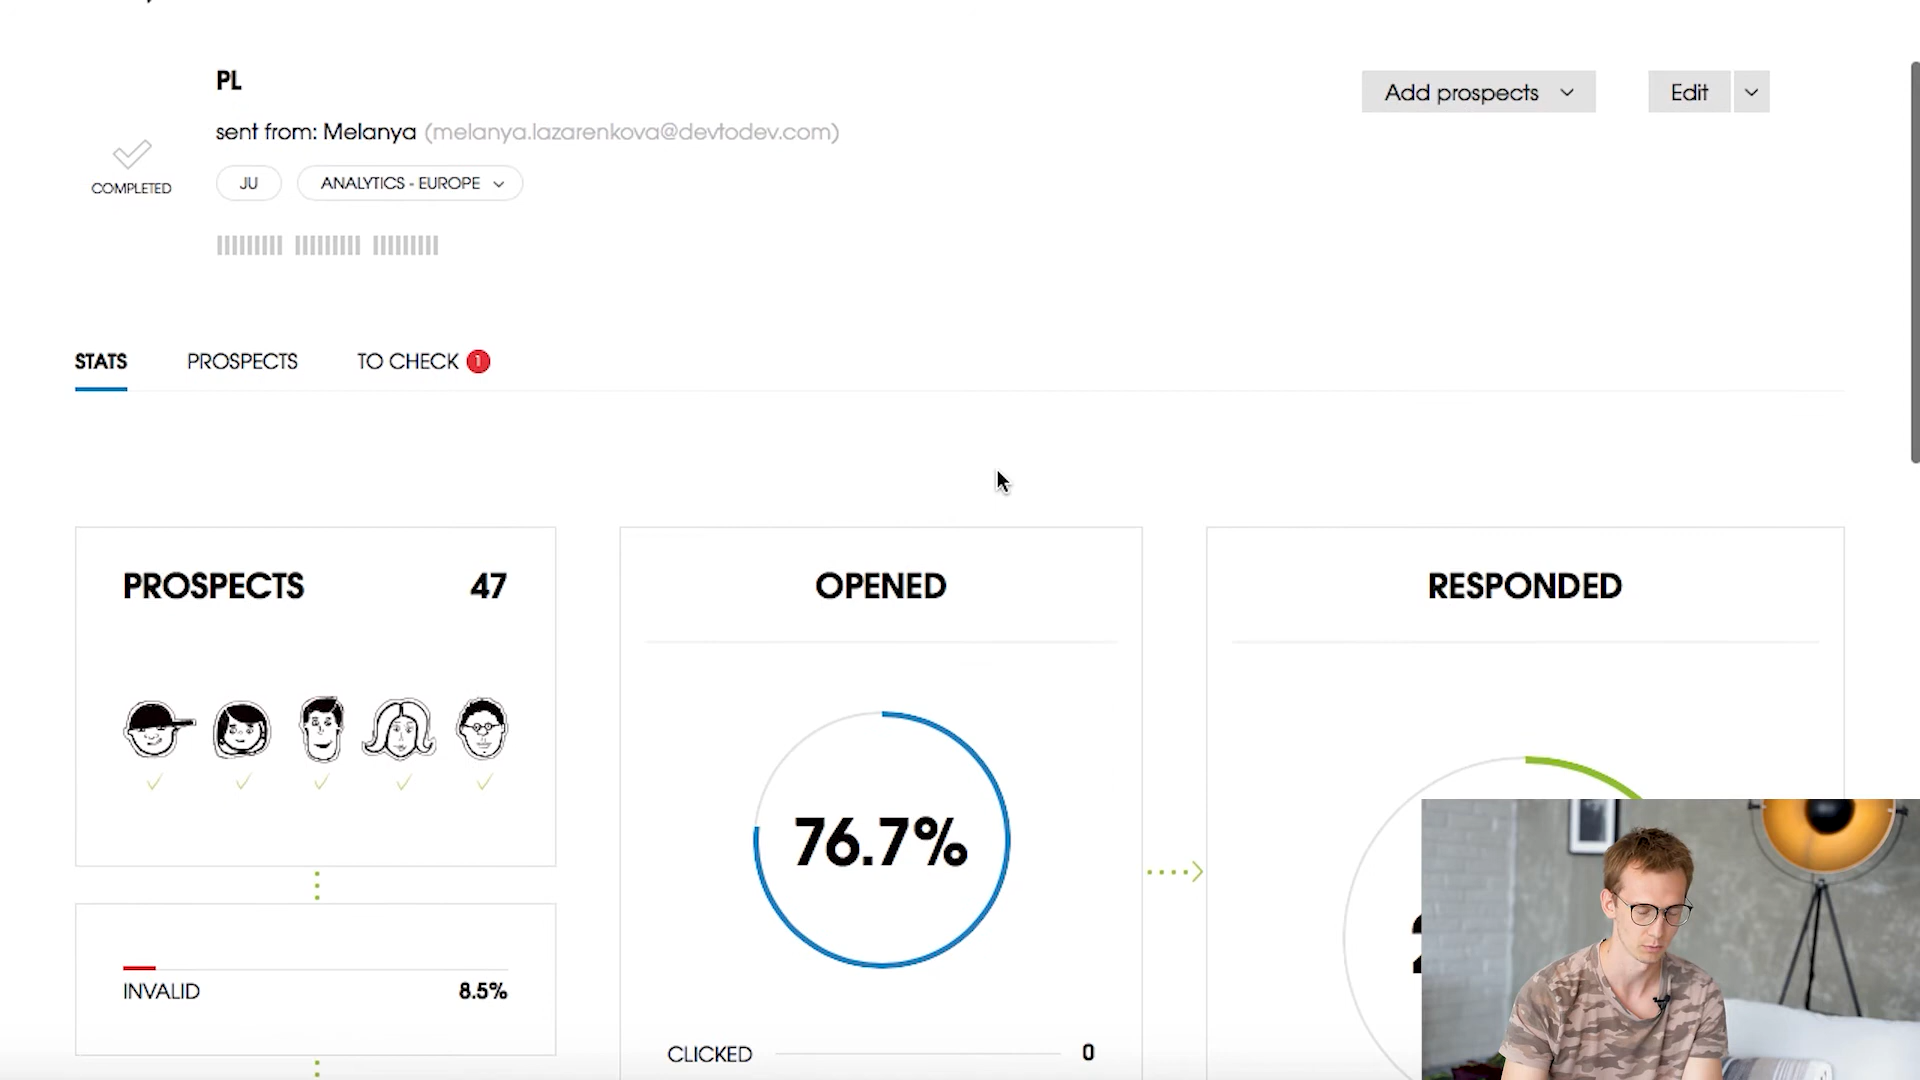 PL
Add prospects
Edit
sent from: Melanya (melanya.lazarenkova@devtodev.com)
COMPLETED
JU
ANALYTICS - EUROPE
STATS
PROSPECTS
TO CHECK 1
PROSPECTS 47
OPENED
RESPONDED
76.7%
INVALID 8.5%
CLICKED 0